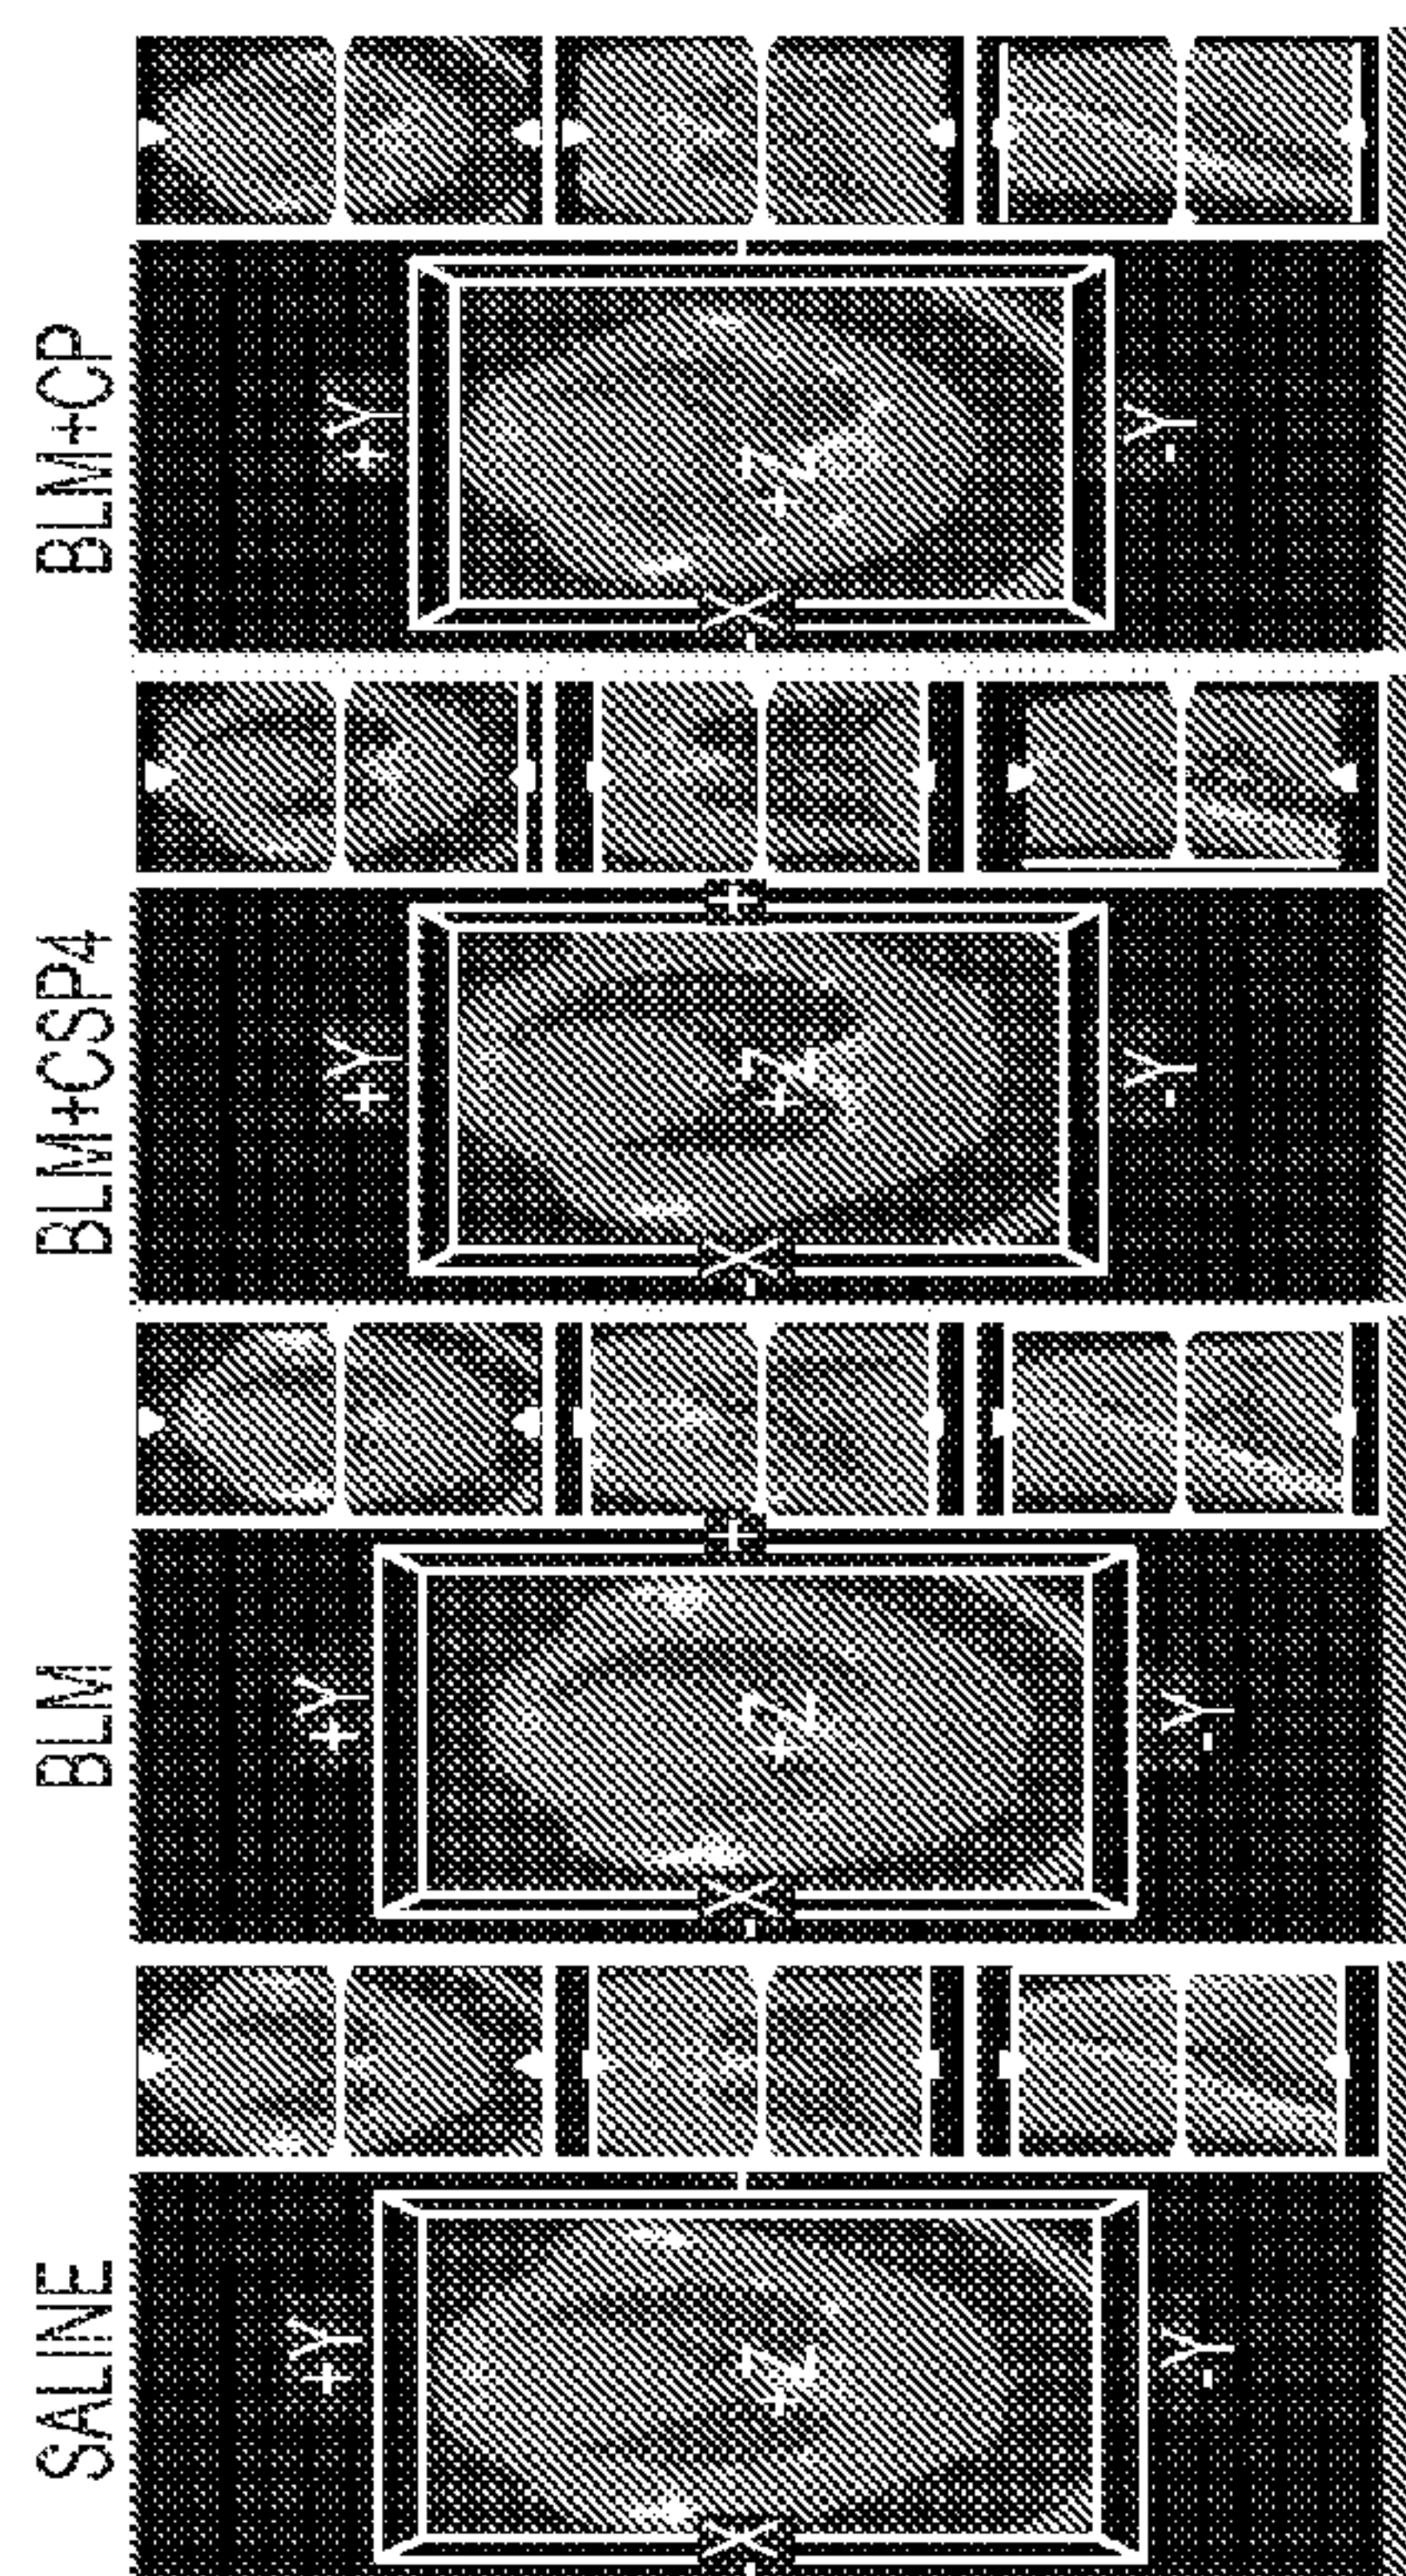 SALINE
BLM
BLM+CSP4
BLM+CP
+Y
+Z
-X
-Y
+Y
+
+Z
-X
-Y
+Y
+
+Z
-X
-Y
+Y
+Z
-X
-Y